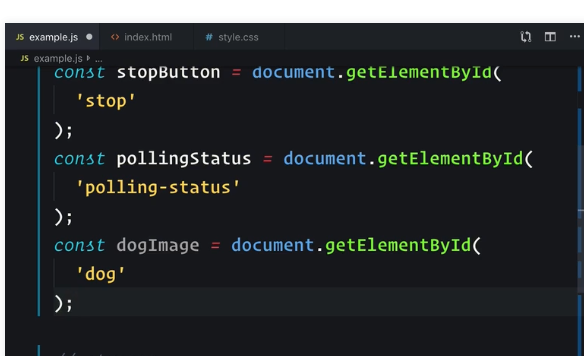 JS example.js ● <> index.html # style.css ...
JS example.js ...
const stopButton = document.getElementById(
'stop'
);
const pollingStatus = document.getElementById(
'polling-status'
);
const dogImage = document.getElementById(
'dog'
);